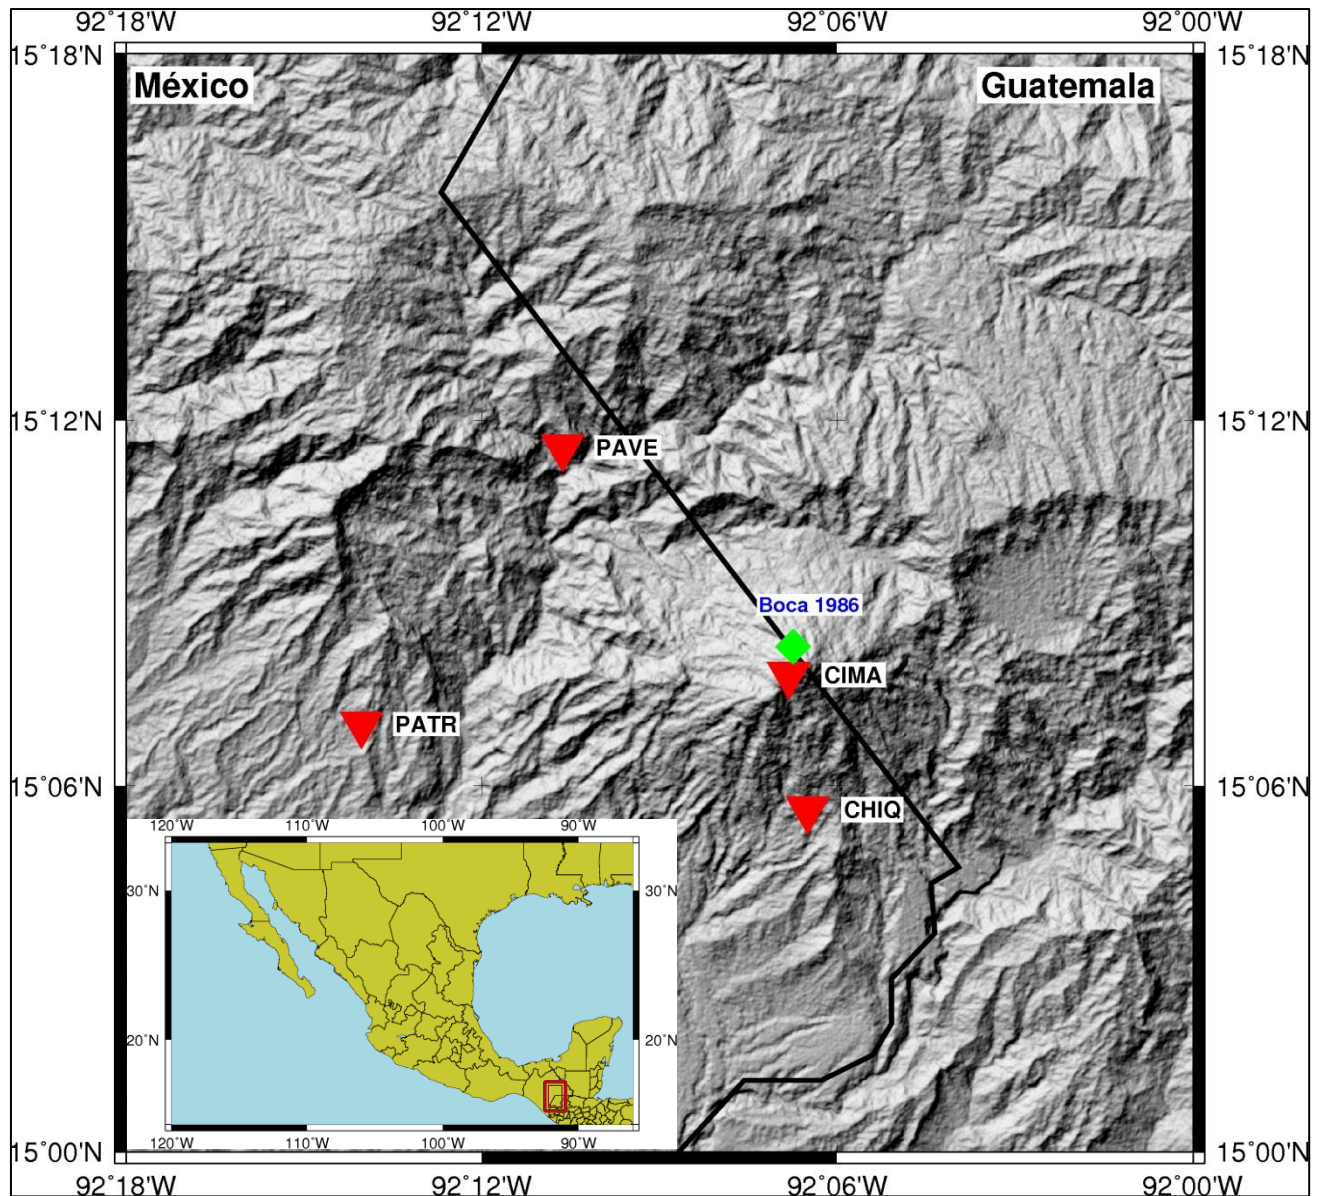 92°18'W 92°12'W 92°06'W 92°00'W
15°18'N 15°18'N
México Guatemala
15°12'N 15°12'N
PAVE
Boca 1986
CIMA
PATR
15°06'N 15°06'N
CHIQ
120°W 110°W 100°W 90°W
30°N 30°N
20°N 20°N
120°W 110°W 100°W 90°W
15°00'N 15°00'N
92°18'W 92°12'W 92°06'W 92°00'W